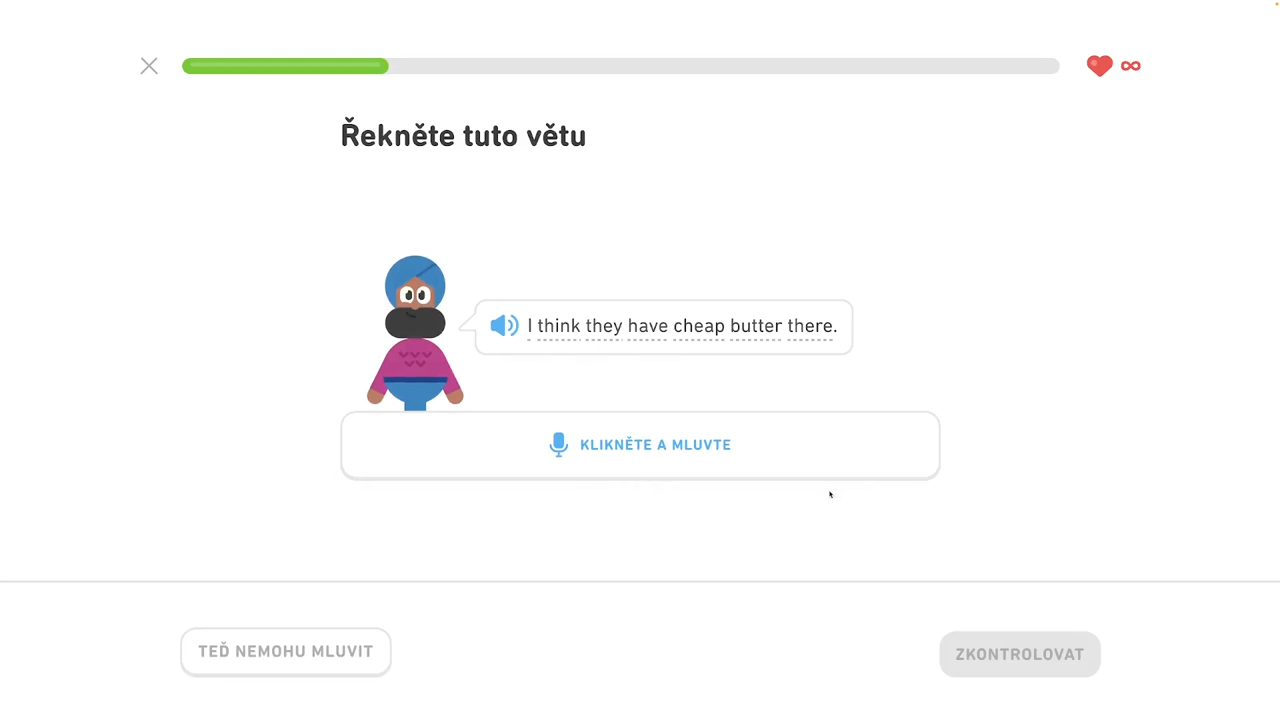 Řekněte tuto větu
I think they have cheap butter there.
KLIKNĚTE A MLUVTE
TEĎ NEMOHU MLUVIT
ZKONTROLOVAT